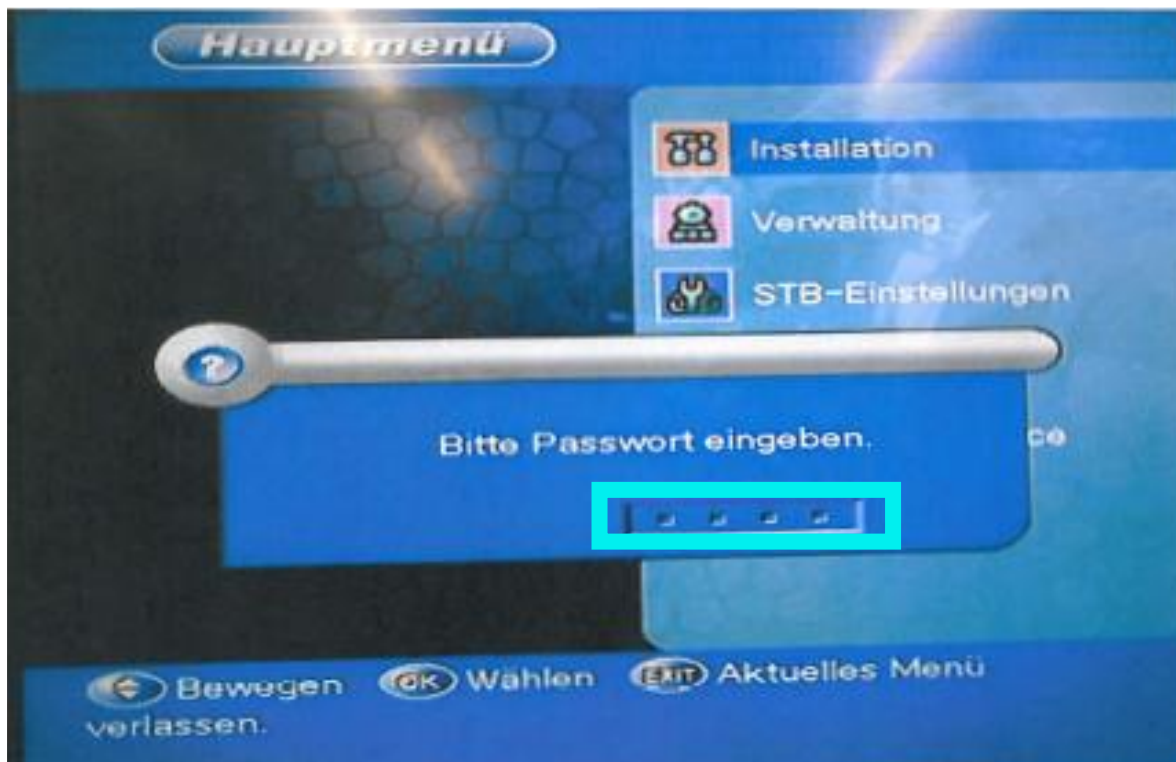 Hauptmenü
Installation
Verwaltung
STB-Einstellungen
Bitte Passwort eingeben.
ce
OK Wählen
Bewegen
EXIT Aktuelles Menü
verlassen.